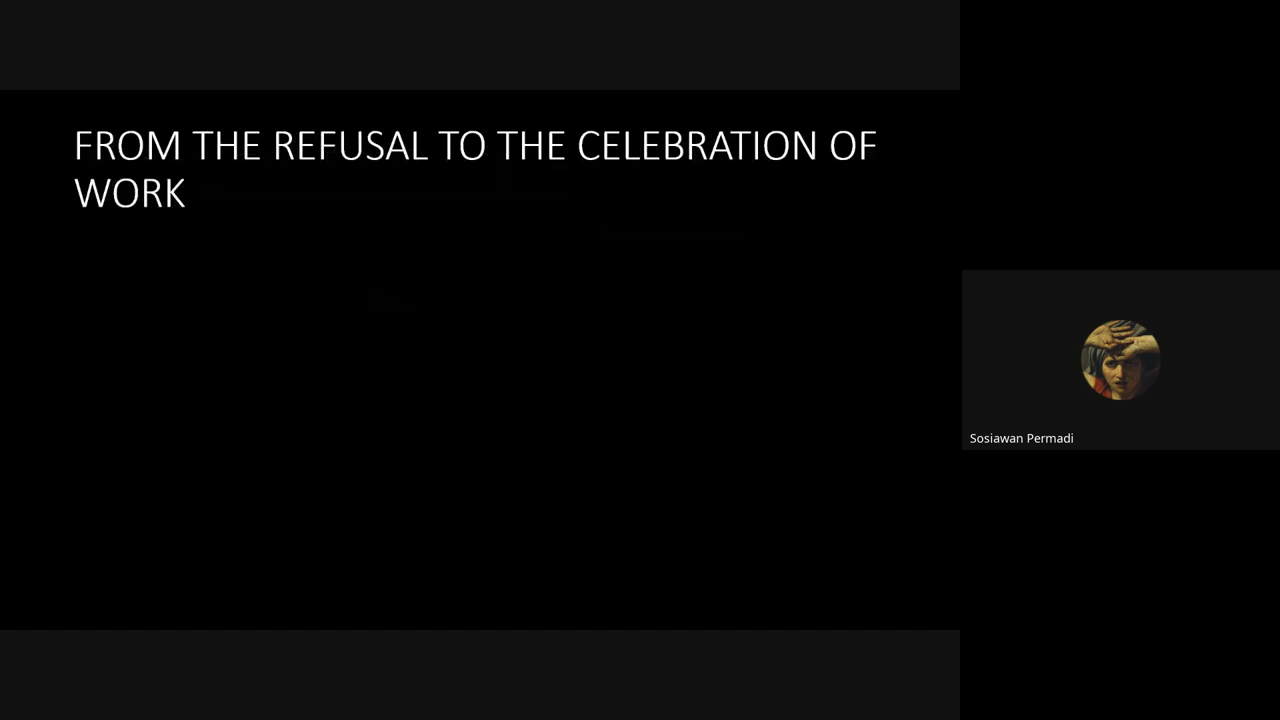 FROM THE REFUSAL TO THE CELEBRATION OF
WORK
Sosiawan Permadi